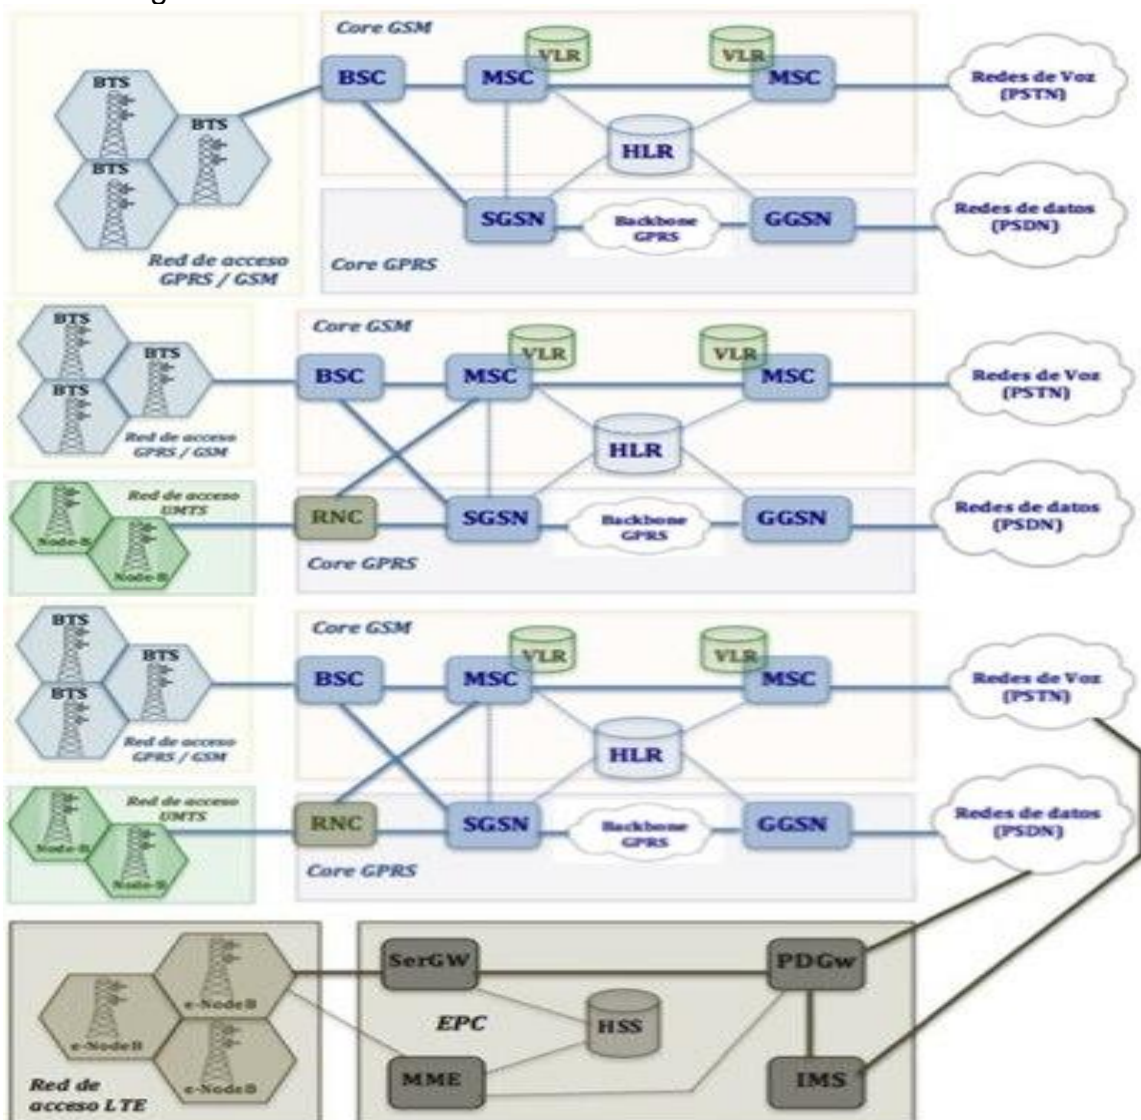 Core GSM
VLR
VLR
BSC
MSC
MSC
Redes de Voz
(PSTN)
BTS
BTS
BTS
HLR
SGSN
Backbone
GPRS
GGSN
Redes de datos
(PSDN)
Red de acceso
GPRS / GSM
Core GPRS
BTS
BTS
BTS
Red de acceso
GPRS / GSM
Core GSM
VLR
VLR
BSC
MSC
MSC
Redes de Voz
(PSTN)
HLR
Red de acceso
UMTS
Node-B
Node-B
RNC
SGSN
Backbone
GPRS
GGSN
Redes de datos
(PSDN)
Core GPRS
BTS
BTS
BTS
Red de acceso
GPRS / GSM
Core GSM
VLR
VLR
BSC
MSC
MSC
Redes de Voz
(PSTN)
HLR
Red de acceso
UMTS
Node-B
Node-B
RNC
SGSN
Backbone
GPRS
GGSN
Redes de datos
(PSDN)
Core GPRS
e-NodeB
e-NodeB
e-NodeB
Red de
acceso LTE
SerGW
PDGw
EPC
HSS
MME
IMS